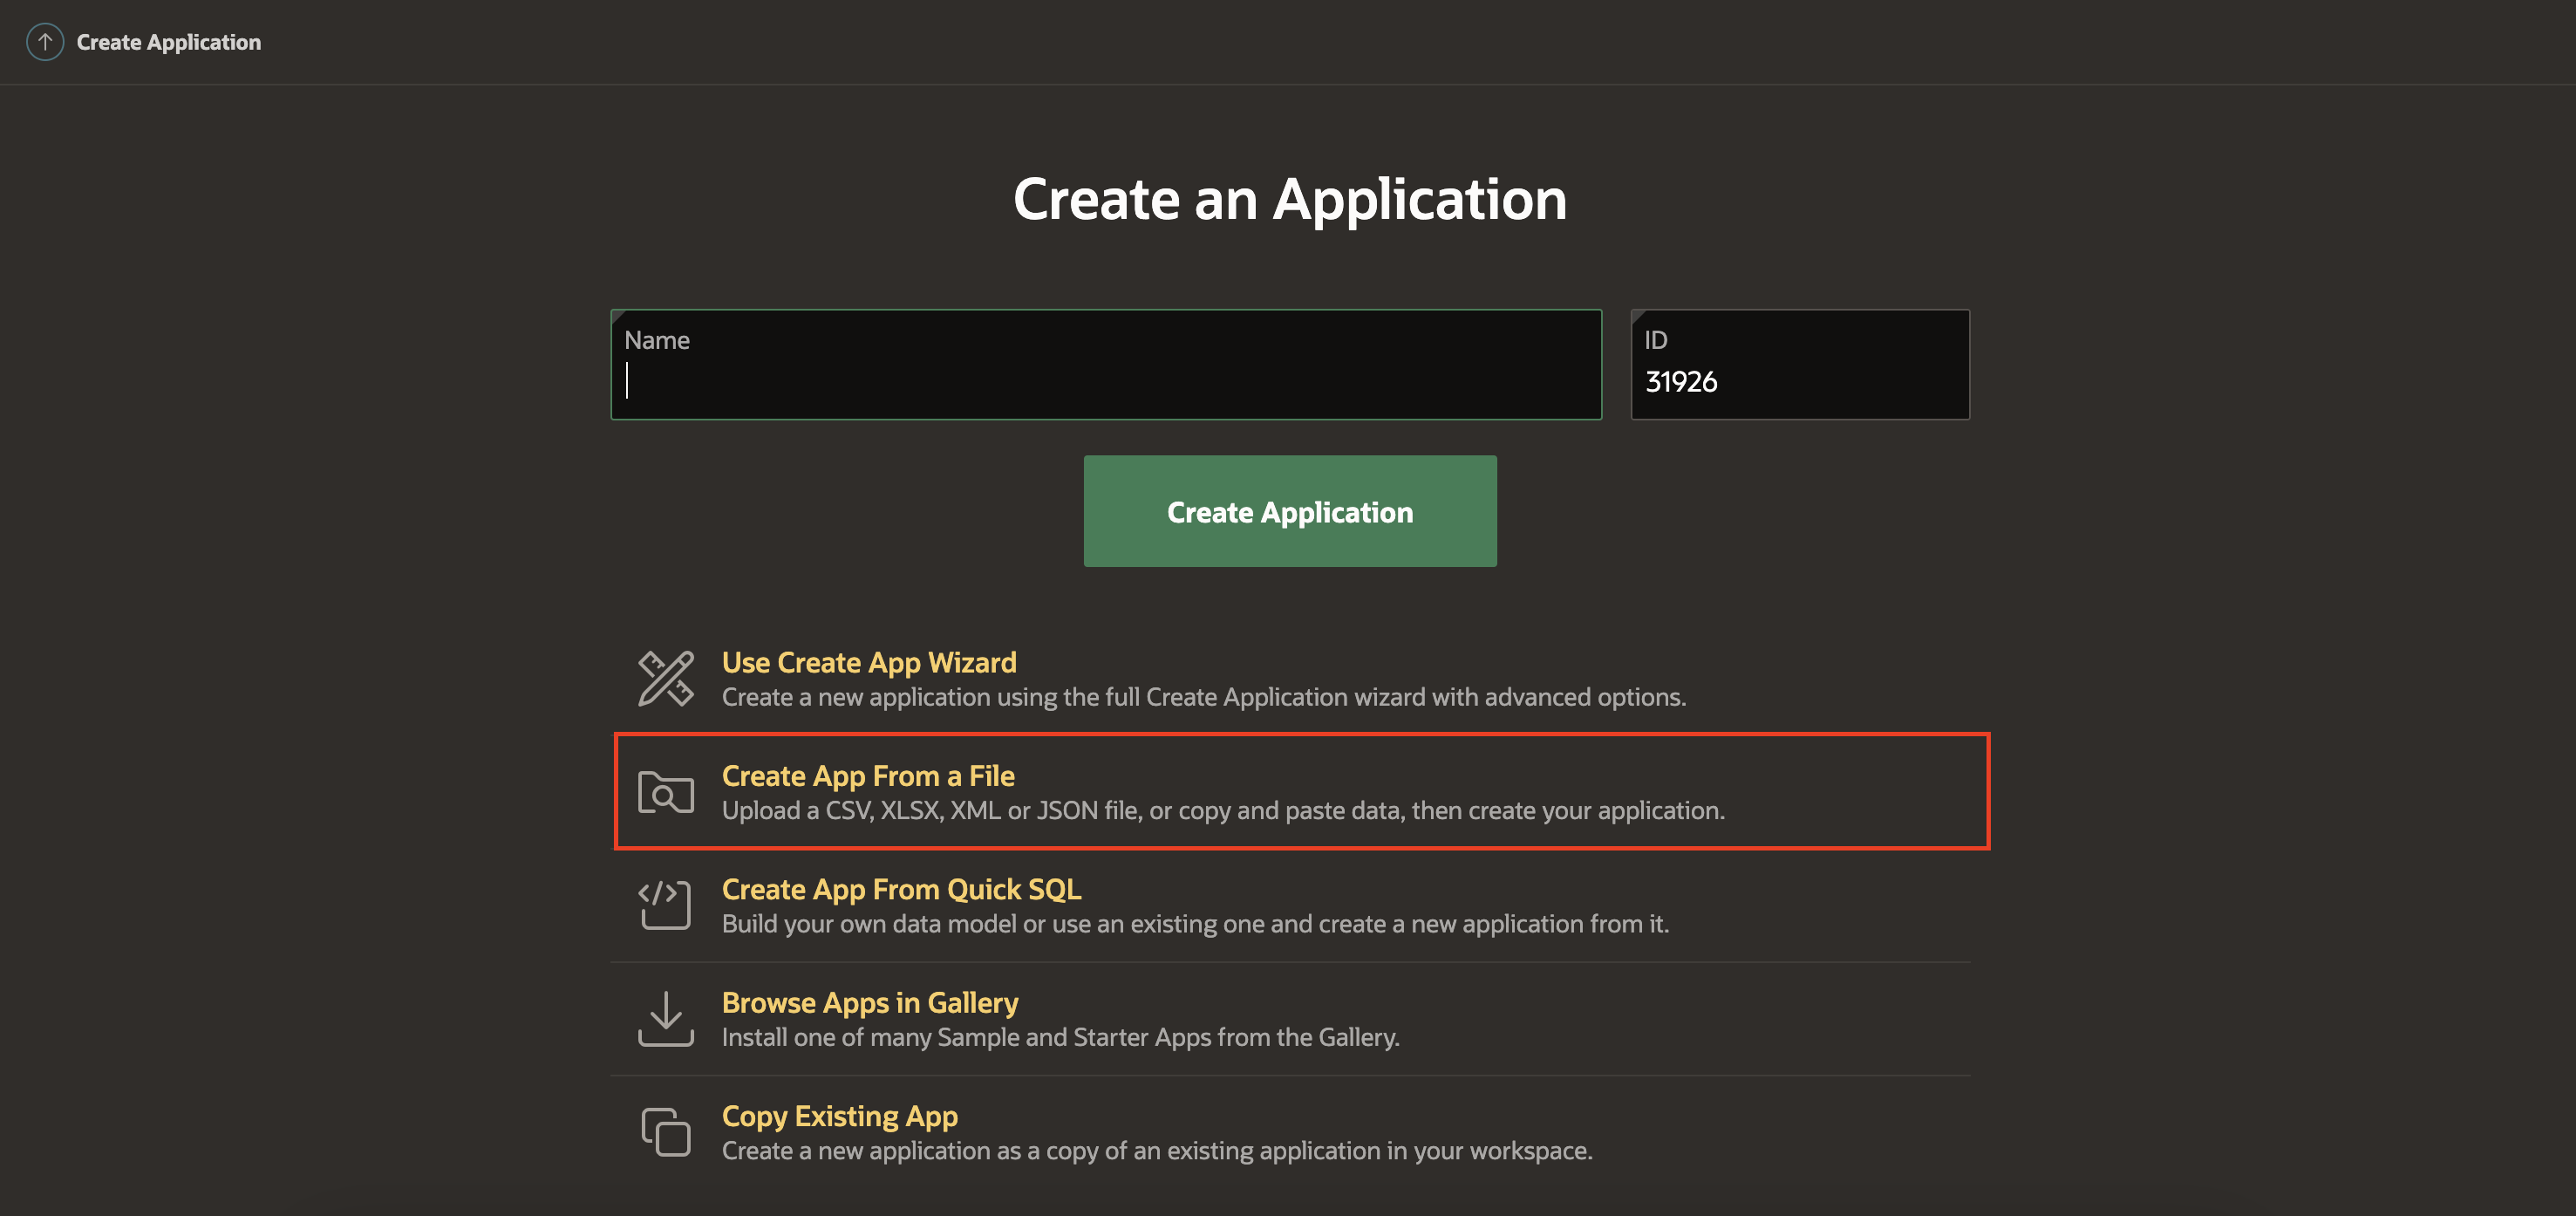 Create Application
Create an Application
Name
ID
31926
Create Application
Use Create App Wizard
Create a new application using the full Create Application wizard with advanced options.
Create App From a File
Upload a CSV, XLSX, XML or JSON file, or copy and paste data, then create your application.
Create App From Quick SQL
Build your own data model or use an existing one and create a new application from it.
Browse Apps in Gallery
Install one of many Sample and Starter Apps from the Gallery.
Copy Existing App
Create a new application as a copy of an existing application in your workspace.